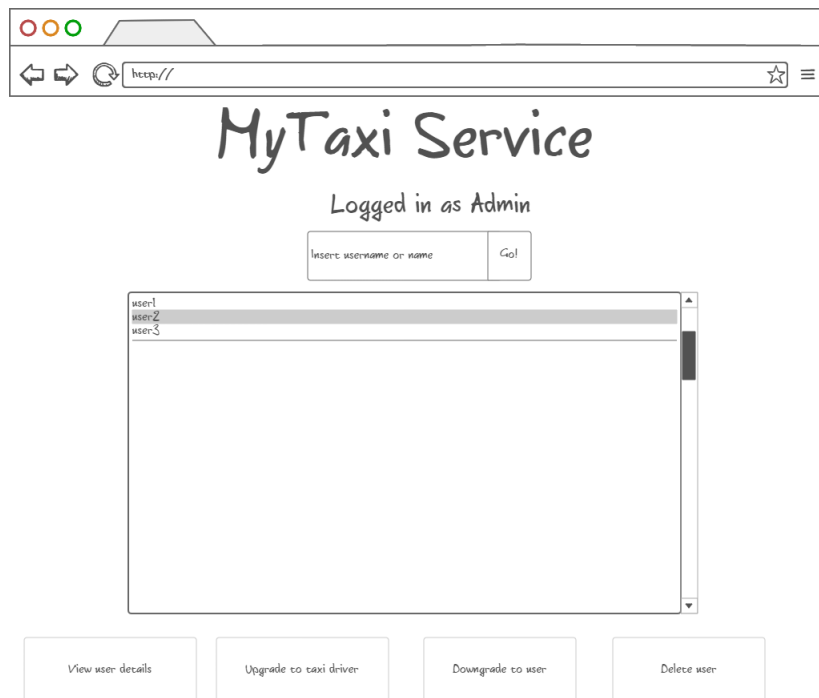 http://
MyTaxi Service
Logged in as Admin
Insert username or name Go!
user1
user2
user3
View user details Upgrade to taxi driver Downgrade to user Delete user